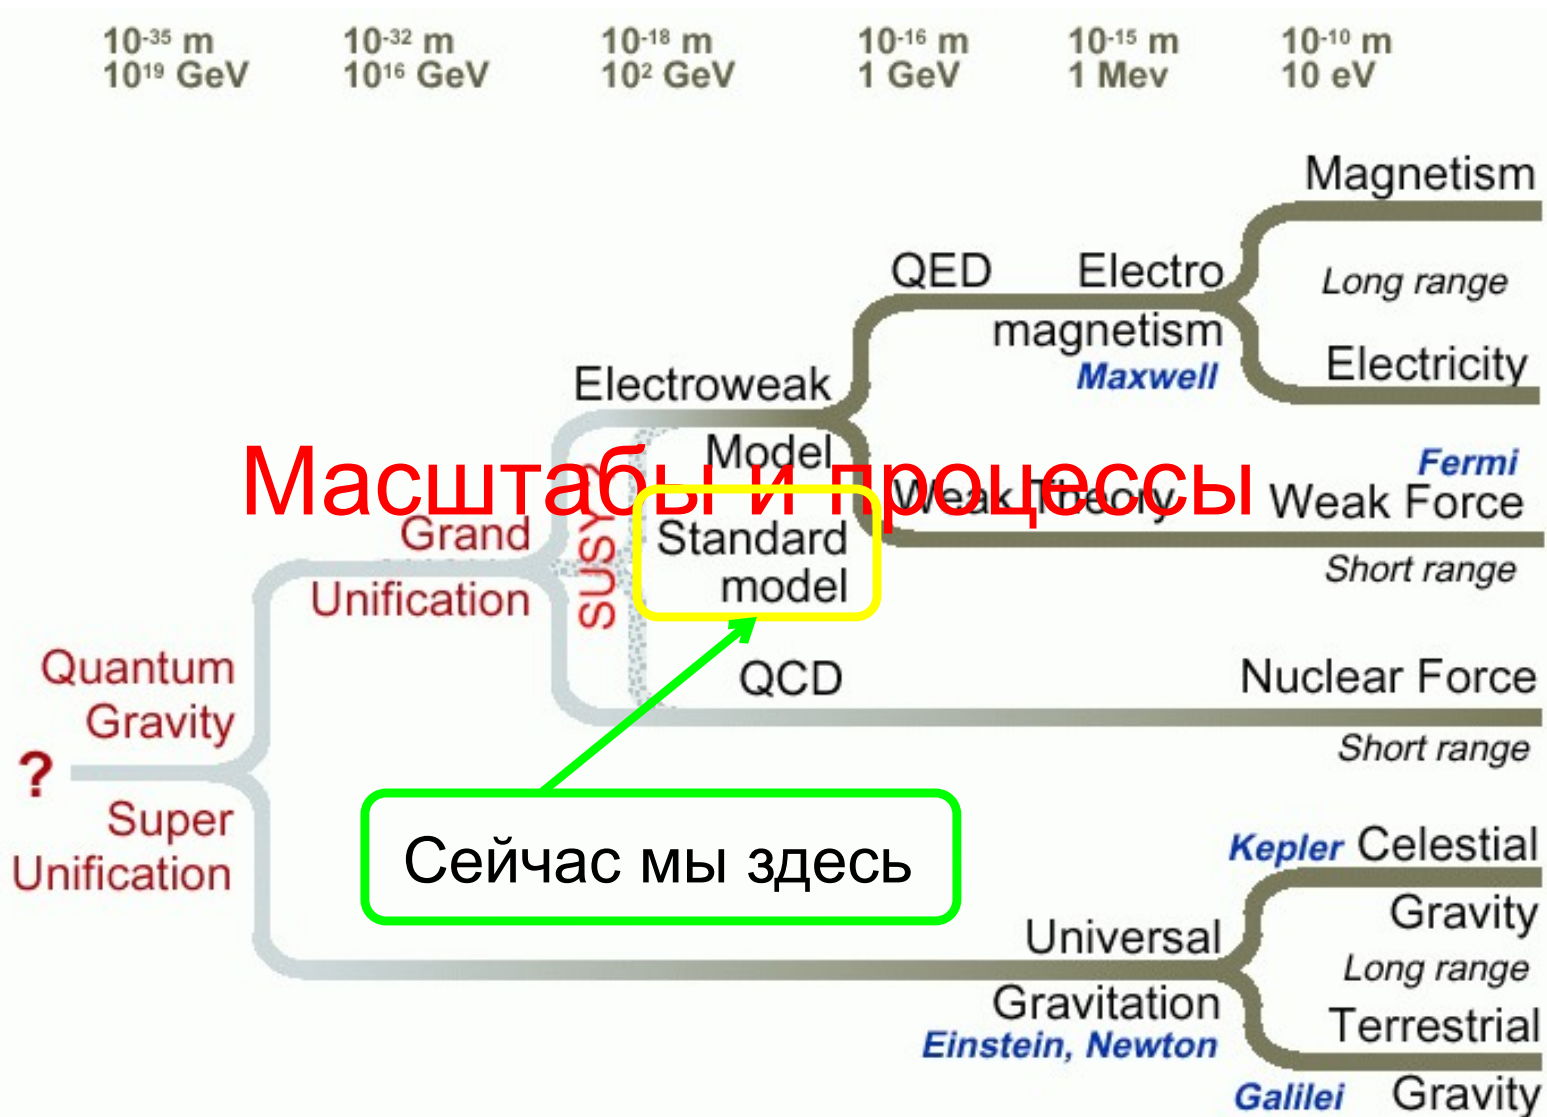 10⁻³⁵ m 10⁻³² m 10⁻¹⁸ m 10⁻¹⁶ m 10⁻¹⁵ m 10⁻¹⁰ m
10¹⁹ GeV 10¹⁶ GeV 10² GeV 1 GeV 1 Mev 10 eV
Magnetism
QED Electro
Long range
magnetism
Electricity
Maxwell
Electroweak
Model
Масштабы и процессы
Fermi
Weak Theory
Weak Force
Grand
SUSY ?
Standard
model
Short range
Unification
Quantum
Gravity
QCD
Nuclear Force
Short range
?
Super
Unification
Сейчас мы здесь
Kepler Celestial
Gravity
Universal
Long range
Gravitation
Einstein, Newton
Terrestrial
Galilei Gravity